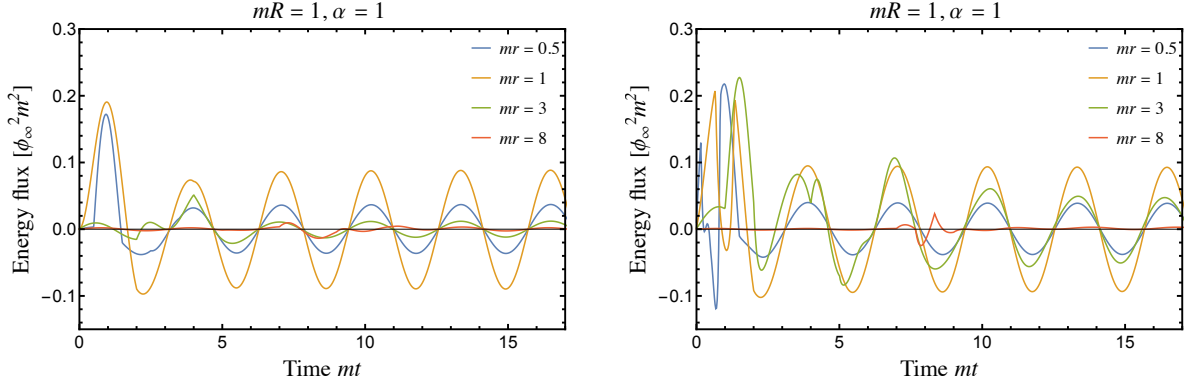 mR = 1, α = 1
Energy flux [ϕ∞²m²]
0.3
0.2
0.1
0.0
−0.1
0
5
10
15
Time mt
mr = 0.5
mr = 1
mr = 3
mr = 8
mR = 1, α = 1
Energy flux [ϕ∞²m²]
0.3
0.2
0.1
0.0
−0.1
0
5
10
15
Time mt
mr = 0.5
mr = 1
mr = 3
mr = 8